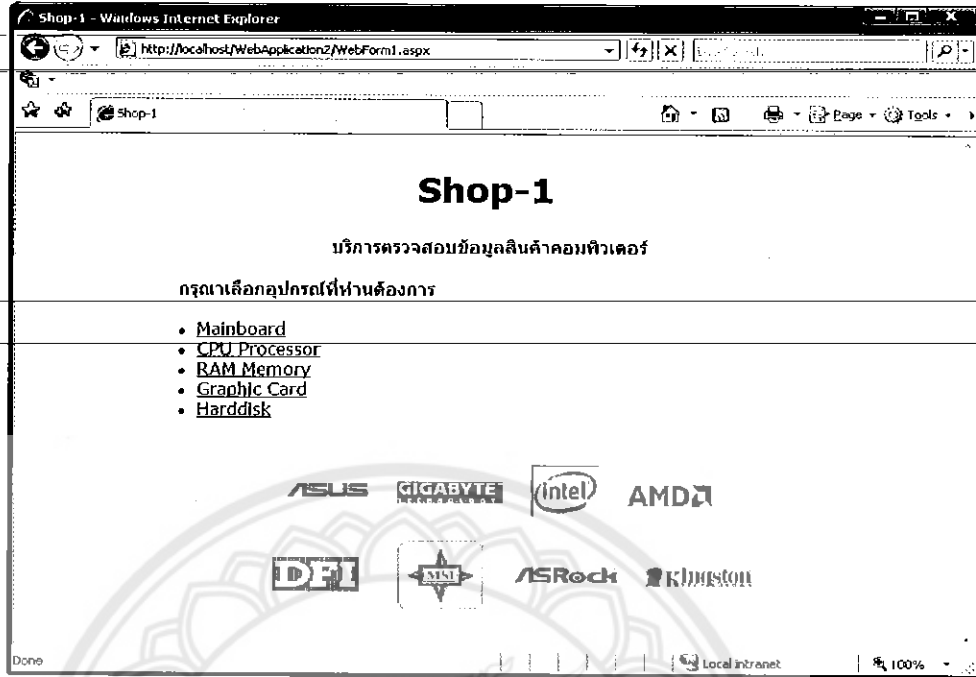 Shop-1 - Windows Internet Explorer
http://localhost/WebApplication2/WebForm1.aspx
Shop-1
Page Tools
Shop-1
บริการตรวจสอบข้อมูลสินค้าคอมพิวเตอร์
กรุณาเลือกอุปกรณ์ที่ท่านต้องการ
• Mainboard
• CPU Processor
• RAM Memory
• Graphic Card
• Harddisk
ASUS GIGABYTE TECHNOLOGY intel AMD
DFI MSI ASRock Kingston
Done Local intranet 100%